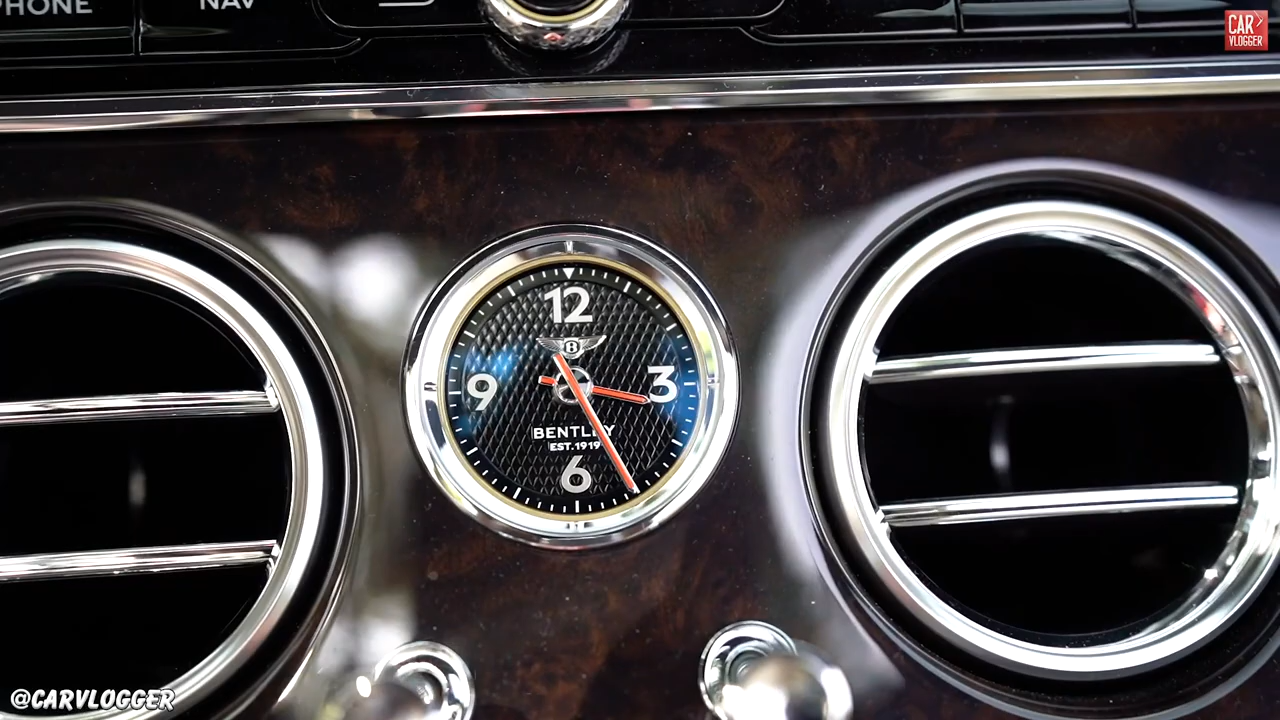 PHONE
NAV
CAR
VLOGGER
12
B
9
3
BENTLEY
EST.1919
6
@CARVLOGGER